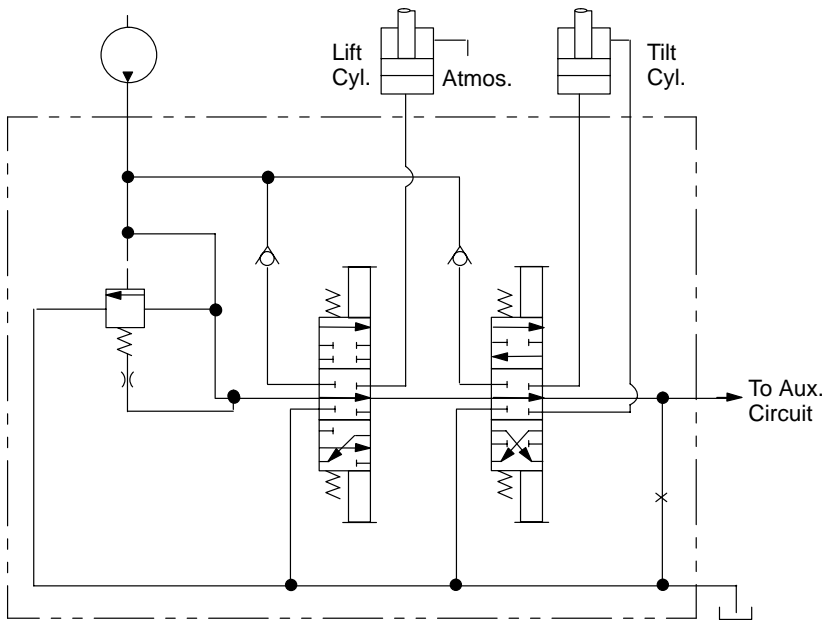 Lift
Cyl.
Atmos.
Tilt
Cyl.
To Aux.
Circuit